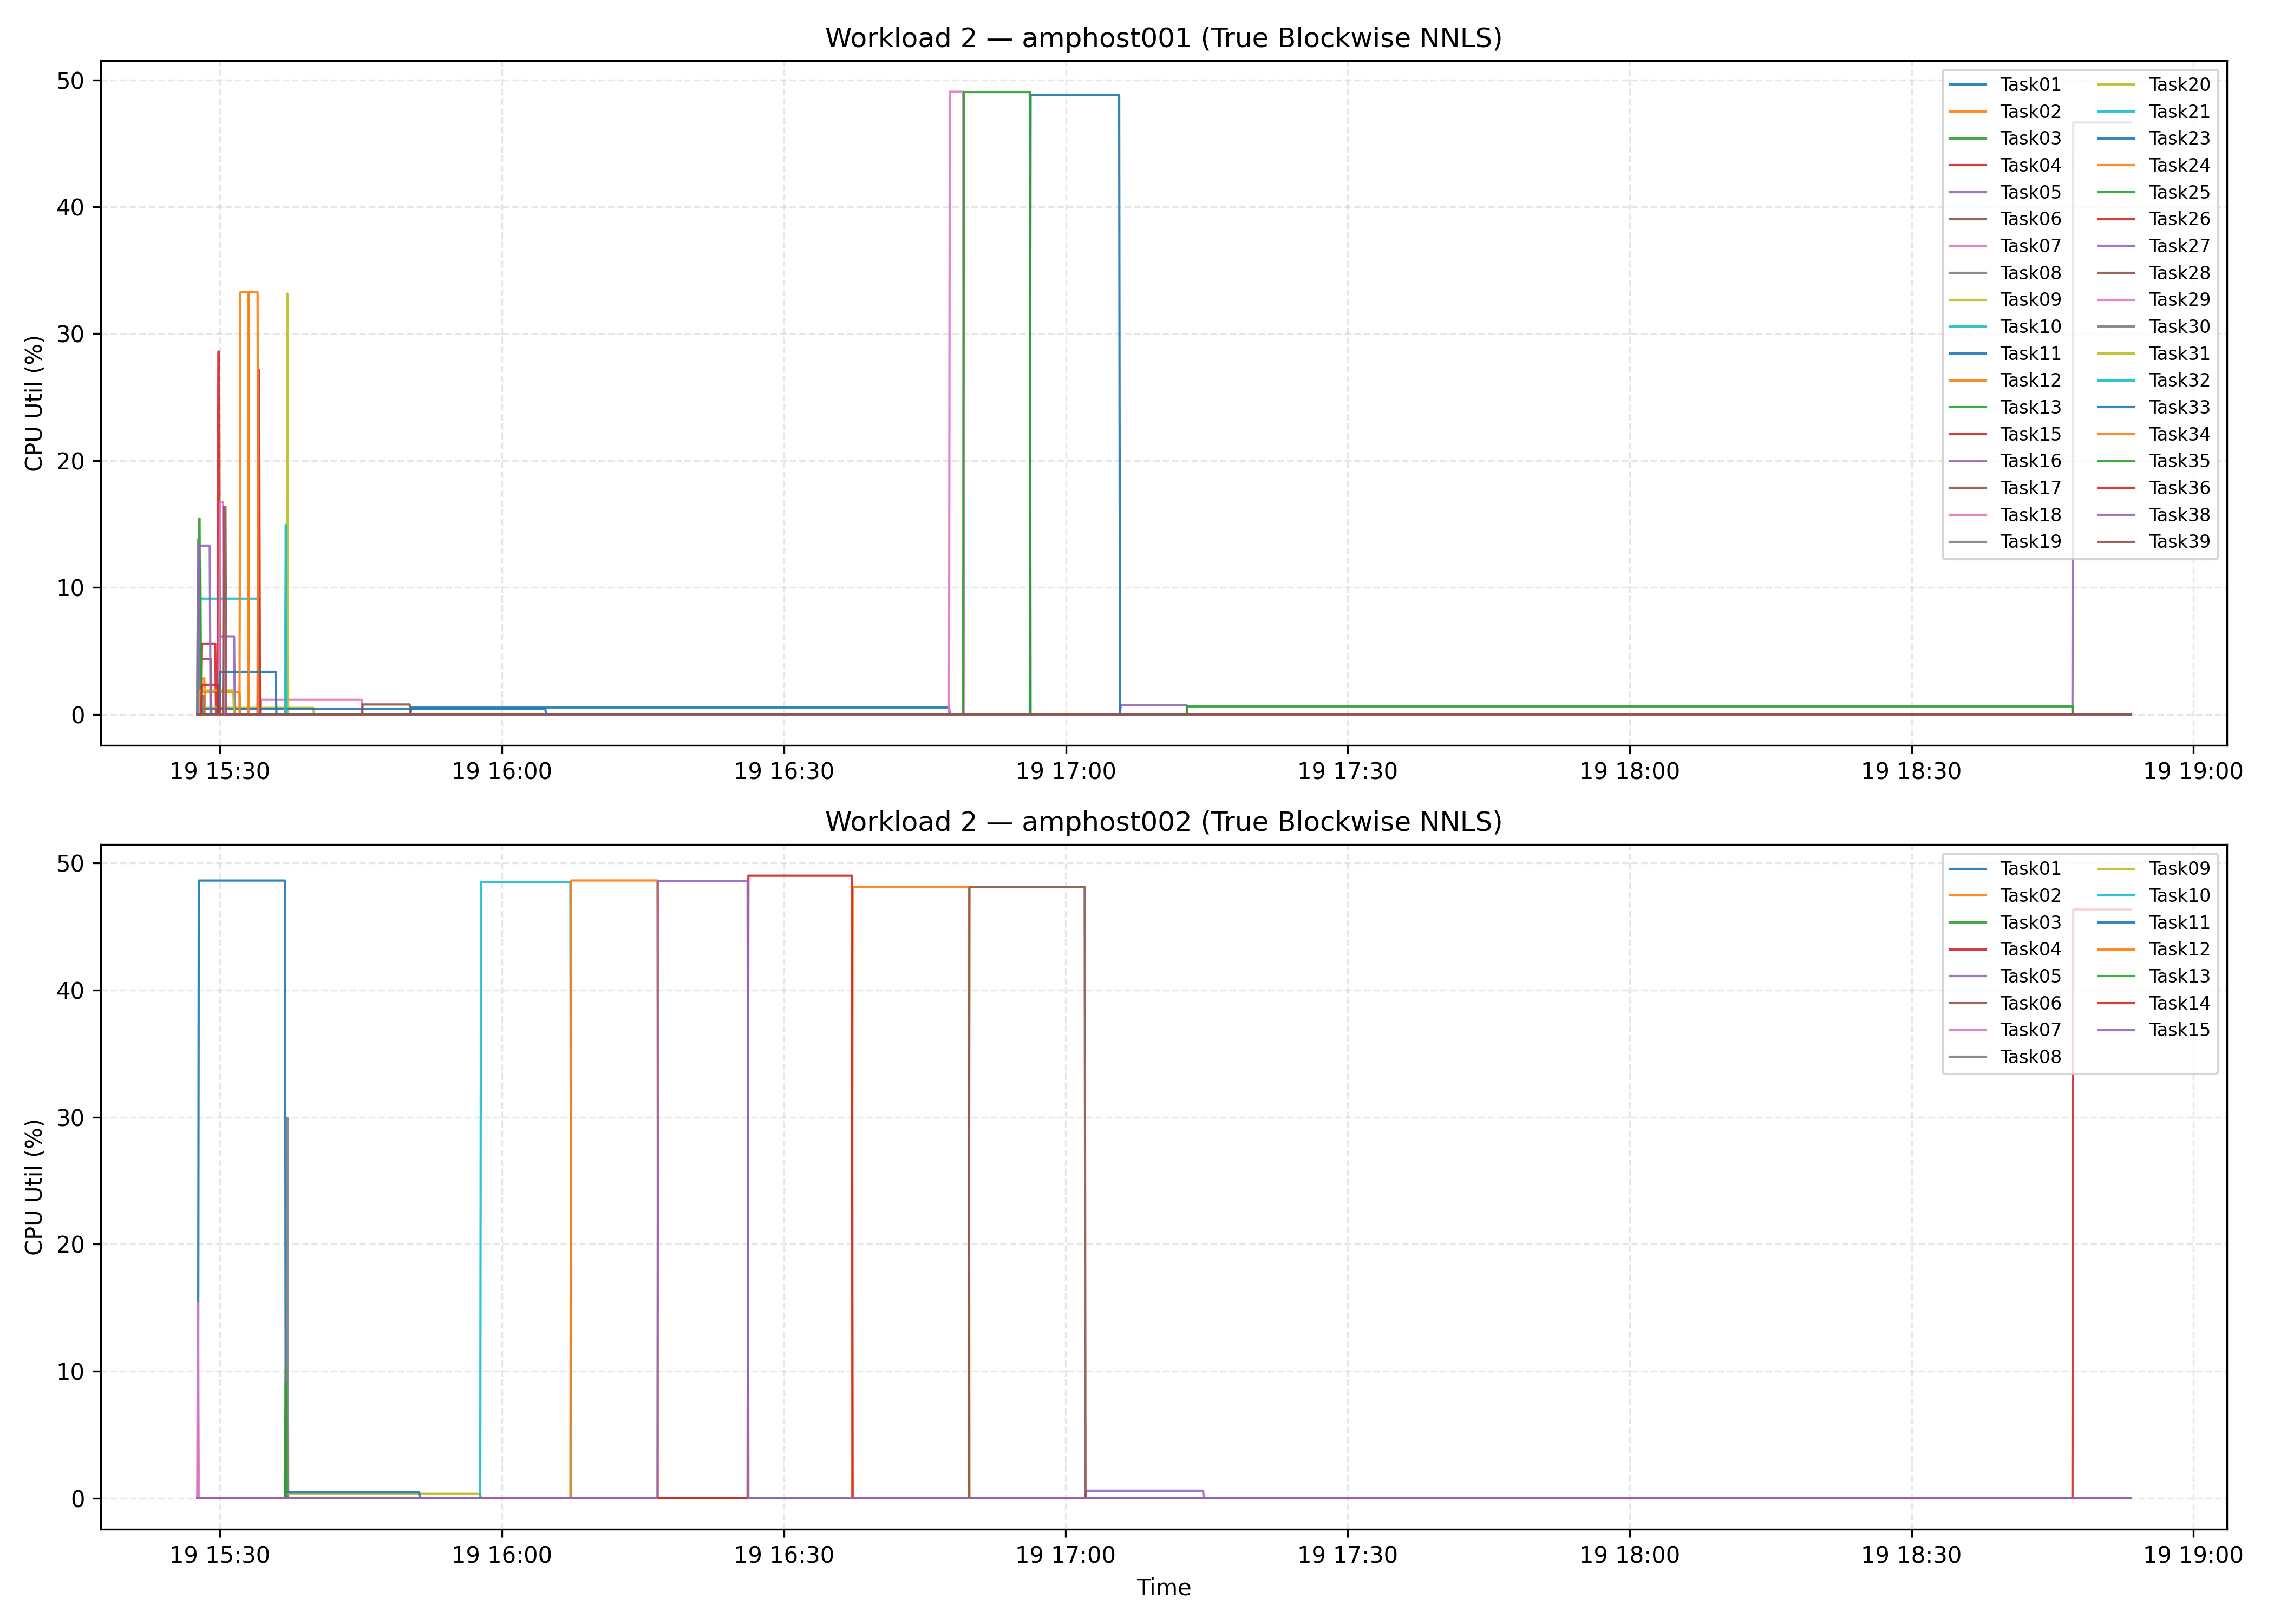 Workload 2 — amphost001 (True Blockwise NNLS)
CPU Util (%)
50
40
30
20
10
0
Task01
Task02
Task03
Task04
Task05
Task06
Task07
Task08
Task09
Task10
Task11
Task12
Task13
Task15
Task16
Task17
Task18
Task19
Task20
Task21
Task23
Task24
Task25
Task26
Task27
Task28
Task29
Task30
Task31
Task32
Task33
Task34
Task35
Task36
Task38
Task39
19 15:30 19 16:00 19 16:30 19 17:00 19 17:30 19 18:00 19 18:30 19 19:00
Workload 2 — amphost002 (True Blockwise NNLS)
CPU Util (%)
50
40
30
20
10
0
Task01
Task02
Task03
Task04
Task05
Task06
Task07
Task08
Task09
Task10
Task11
Task12
Task13
Task14
Task15
19 15:30 19 16:00 19 16:30 19 17:00 19 17:30 19 18:00 19 18:30 19 19:00
Time